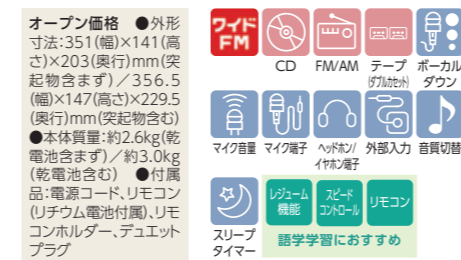 オープン価格　●外形
寸法:351(幅)×141(高
さ)×203(奥行)mm(突
起物含まず)／356.5
(幅)×147(高さ)×229.5
(奥行)mm(突起物含む)
●本体質量:約2.6kg(乾
電池含まず)／約3.0kg
(乾電池含む)　●付属
品:電源コード、リモコン
(リチウム電池付属)、リモ
コンホルダー、デュエット
プラグ
ワイド
FM
CD
FM/AM
テープ
(ダブルカセット)
ボーカル
ダウン
マイク音量
マイク端子
ヘッドホン/
イヤホン端子
外部入力
音質切替
スリープ
タイマー
レジューム
機能
スピード
コントロール
リモコン
語学学習におすすめ